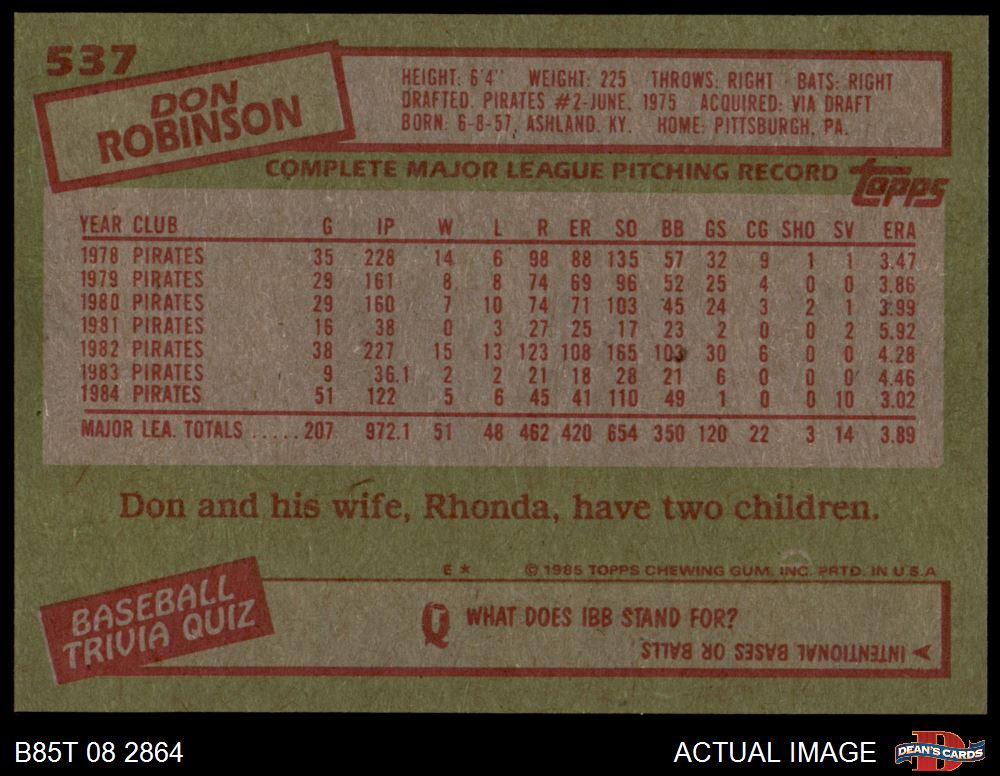 537
DON
ROBINSON
HEIGHT: 6'4" WEIGHT: 225 THROWS: RIGHT BATS: RIGHT
DRAFTED. PIRATES #2-JUNE, 1975 ACQUIRED: VIA DRAFT
BORN: 6-8-57, ASHLAND. KY. HOME: PITTSBURGH, PA.
COMPLETE MAJOR LEAGUE PITCHING RECORD topps
YEAR CLUB G IP W L R ER SO BB GS CG SHO SV ERA
1978 PIRATES 35 228 14 6 98 88 135 57 32 9 1 1 3.47
1979 PIRATES 29 161 8 8 74 69 96 52 25 4 0 0 3.86
1980 PIRATES 29 160 7 10 74 71 103 45 24 3 2 1 3.99
1981 PIRATES 16 38 0 3 27 25 17 23 2 0 0 2 5.92
1982 PIRATES 38 227 15 13 123 108 165 103 30 6 0 0 4.28
1983 PIRATES 9 36.1 2 2 21 18 28 21 6 0 0 0 4.46
1984 PIRATES 51 122 5 6 45 41 110 49 1 0 0 10 3.02
MAJOR LEA. TOTALS ..... 207 972.1 51 48 462 420 654 350 120 22 3 14 3.89
Don and his wife, Rhonda, have two children.
E * © 1985 TOPPS CHEWING GUM, INC. PRTD. IN U.S.A
BASEBALL
TRIVIA QUIZ
Q WHAT DOES IBB STAND FOR?
INTENTIONAL BASES OR BALLS
B85T 08 2864
ACTUAL IMAGE
DEAN'S CARDS